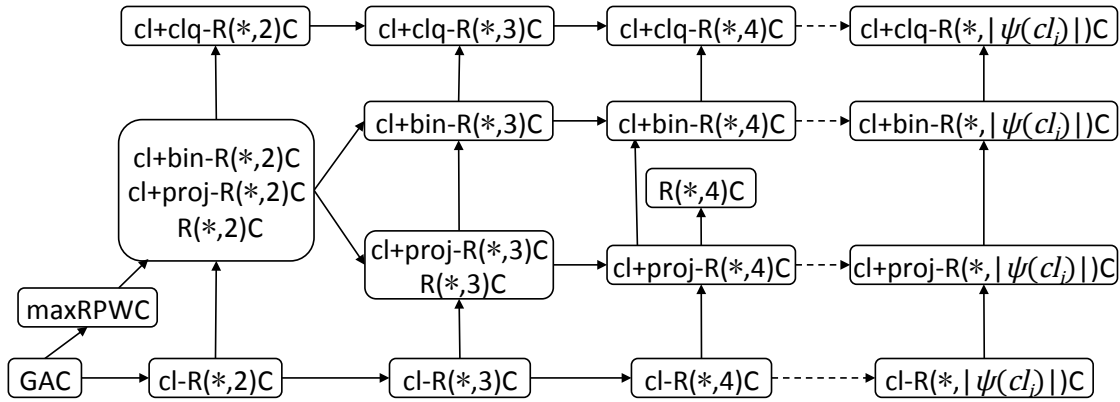 cl+clq-R(*,2)C
cl+clq-R(*,3)C
cl+clq-R(*,4)C
cl+clq-R(*,|ψ(cl_i)|)C
cl+bin-R(*,2)C
cl+proj-R(*,2)C
R(*,2)C
cl+bin-R(*,3)C
cl+bin-R(*,4)C
cl+bin-R(*,|ψ(cl_i)|)C
R(*,4)C
cl+proj-R(*,3)C
R(*,3)C
cl+proj-R(*,4)C
cl+proj-R(*,|ψ(cl_i)|)C
maxRPWC
GAC
cl-R(*,2)C
cl-R(*,3)C
cl-R(*,4)C
cl-R(*,|ψ(cl_i)|)C